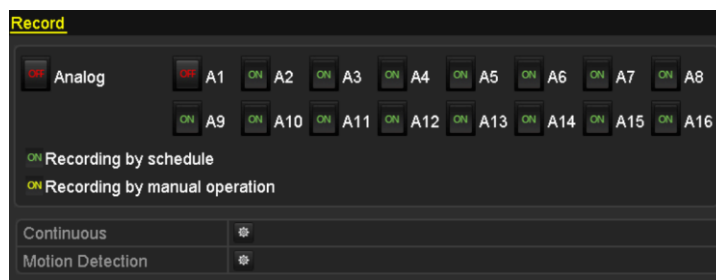 Record
OFF Analog OFF A1 ON A2 ON A3 ON A4 ON A5 ON A6 ON A7 ON A8
ON A9 ON A10 ON A11 ON A12 ON A13 ON A14 ON A15 ON A16
ON Recording by schedule
ON Recording by manual operation
Continuous
Motion Detection